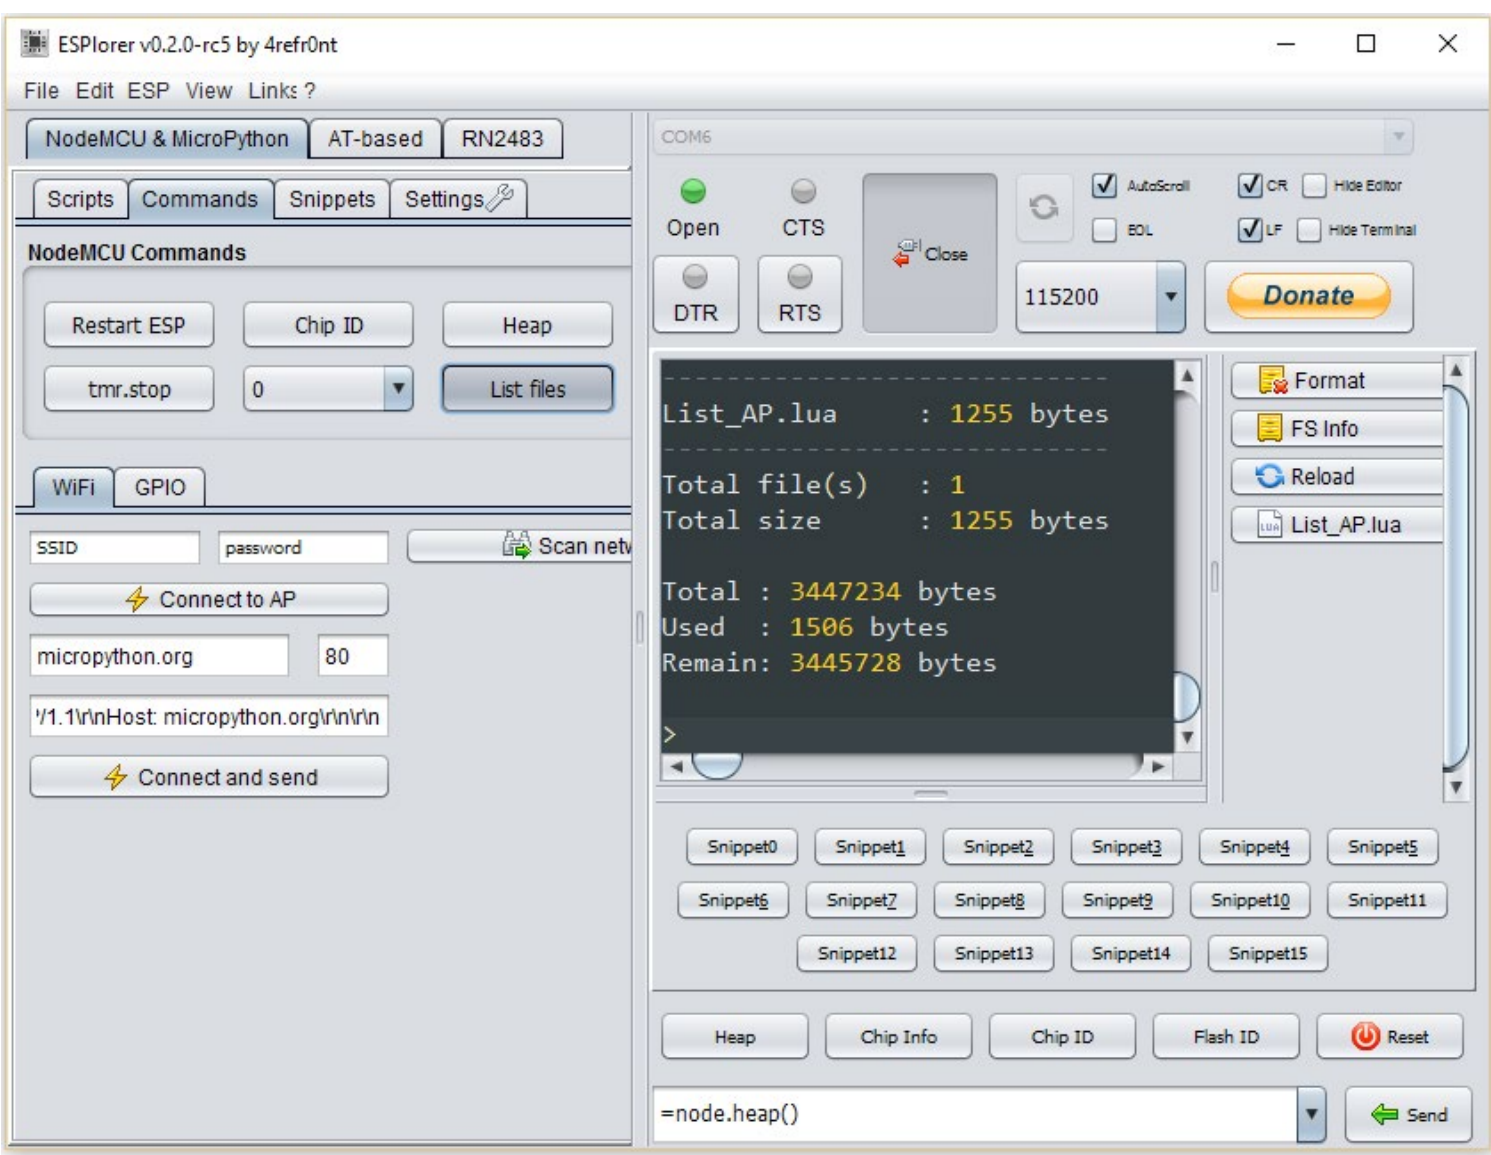 ESPlorer v0.2.0-rc5 by 4refr0nt
File Edit ESP View Links ?
NodeMCU & MicroPython AT-based RN2483
Scripts Commands Snippets Settings
NodeMCU Commands
Restart ESP Chip ID Heap
tmr.stop 0 List files
WiFi GPIO
SSID password Scan netw
Connect to AP
micropython.org 80
'/1.1\r\nHost: micropython.org\r\n\r\n
Connect and send
COM6
Open CTS Close AutoScroll CR Hide Editor
EOL LF Hide Terminal
DTR RTS 115200 Donate
----------------------------
List_AP.lua : 1255 bytes
----------------------------
Total file(s) : 1
Total size : 1255 bytes
Total : 3447234 bytes
Used : 1506 bytes
Remain: 3445728 bytes
>
Format
FS Info
Reload
LUA List_AP.lua
Snippet0 Snippet1 Snippet2 Snippet3 Snippet4 Snippet5
Snippet6 Snippet7 Snippet8 Snippet9 Snippet10 Snippet11
Snippet12 Snippet13 Snippet14 Snippet15
Heap Chip Info Chip ID Flash ID Reset
=node.heap() Send